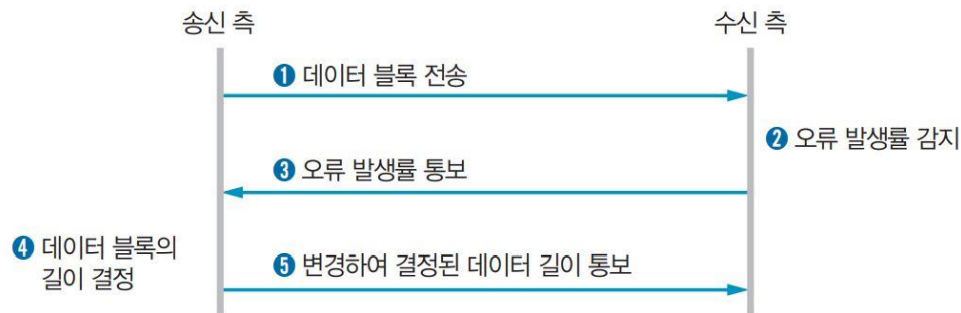 송신 측
수신 측
❶ 데이터 블록 전송
❷ 오류 발생률 감지
❸ 오류 발생률 통보
❹ 데이터 블록의
길이 결정
❺ 변경하여 결정된 데이터 길이 통보